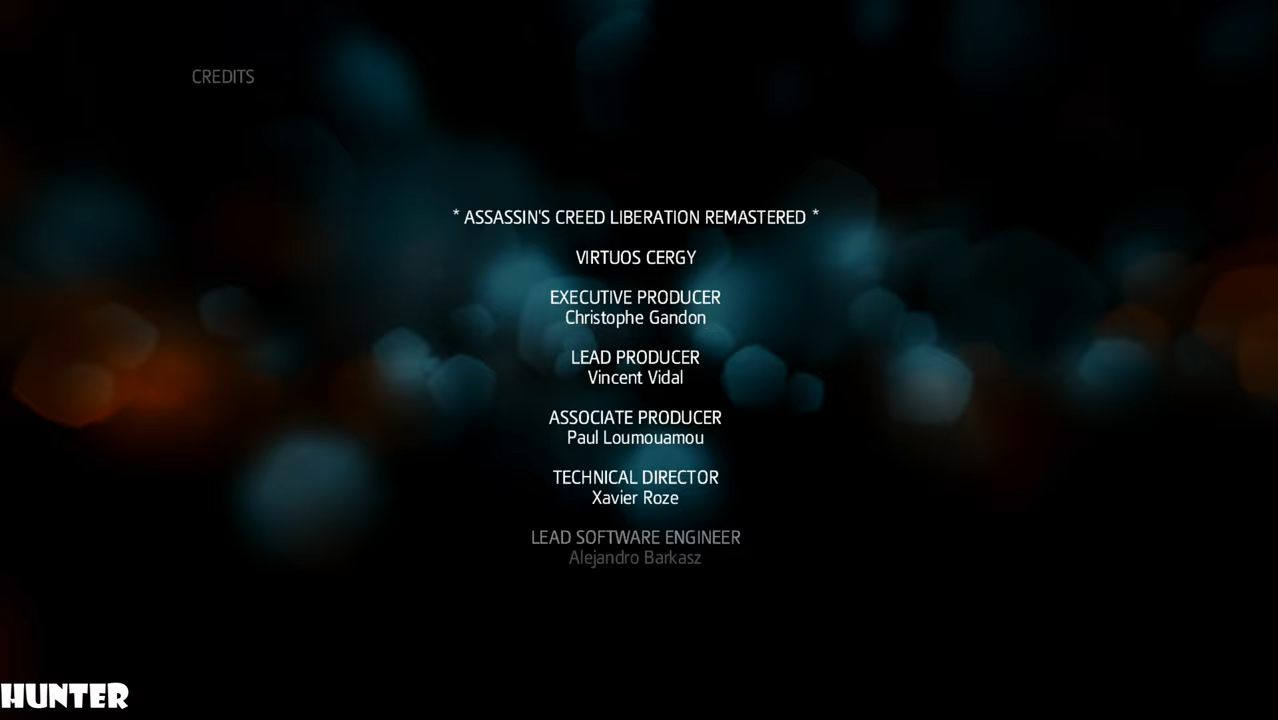 CREDITS
* ASSASSIN'S CREED LIBERATION REMASTERED *
VIRTUOS CERGY
EXECUTIVE PRODUCER
Christophe Gandon
LEAD PRODUCER
Vincent Vidal
ASSOCIATE PRODUCER
Paul Loumouamou
TECHNICAL DIRECTOR
Xavier Roze
LEAD SOFTWARE ENGINEER
Alejandro Barkasz
HUNTER